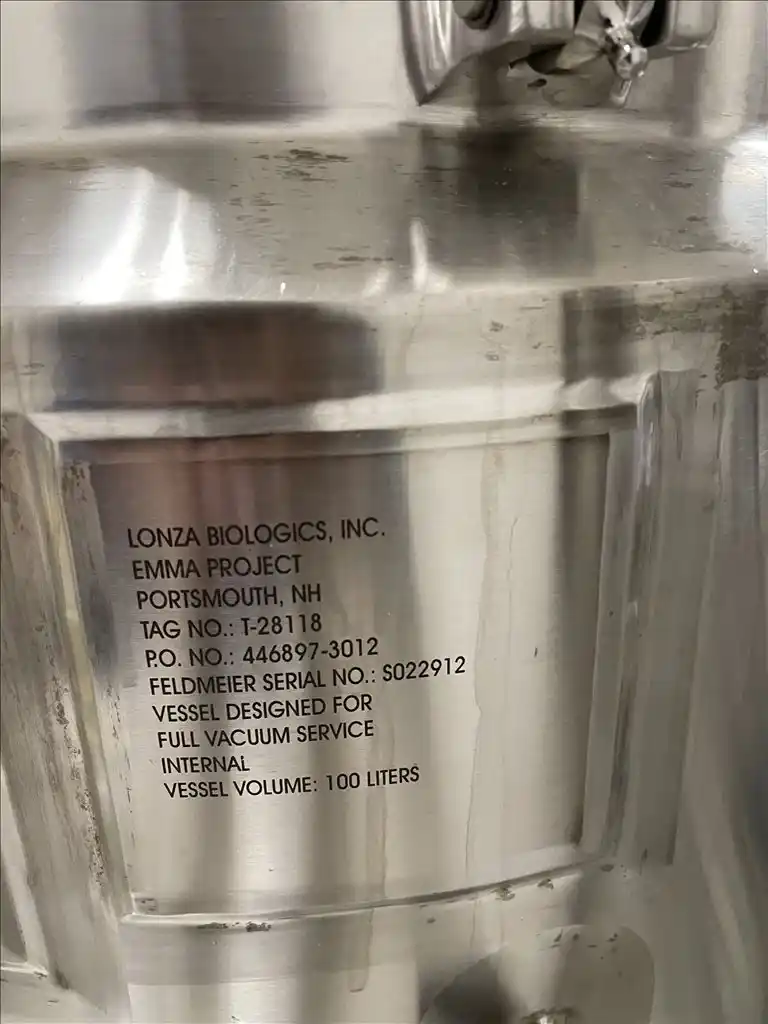 LONZA BIOLOGICS, INC.
EMMA PROJECT
PORTSMOUTH, NH
TAG NO.: T-28118
P.O. NO.: 446897-3012
FELDMEIER SERIAL NO.: S022912
VESSEL DESIGNED FOR
FULL VACUUM SERVICE
INTERNAL
VESSEL VOLUME: 100 LITERS